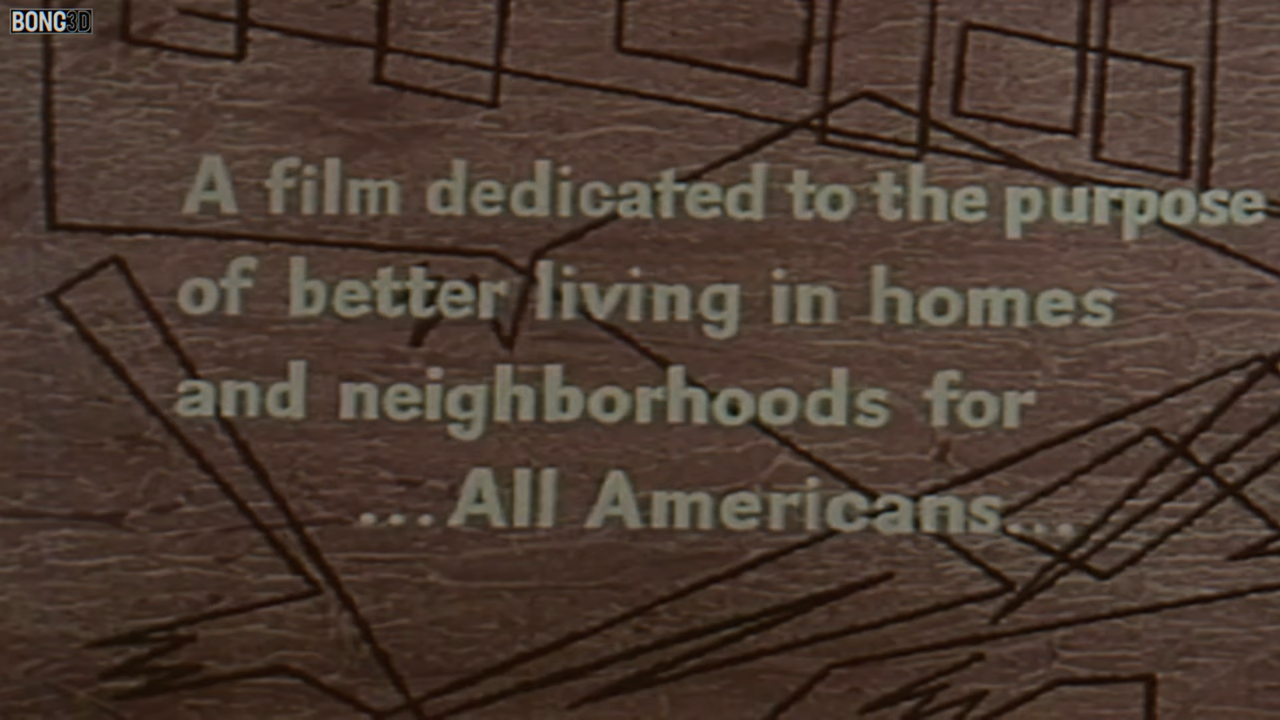 BONG3D
A film dedicated to the purpose
of better living in homes
and neighborhoods for
...All Americans...